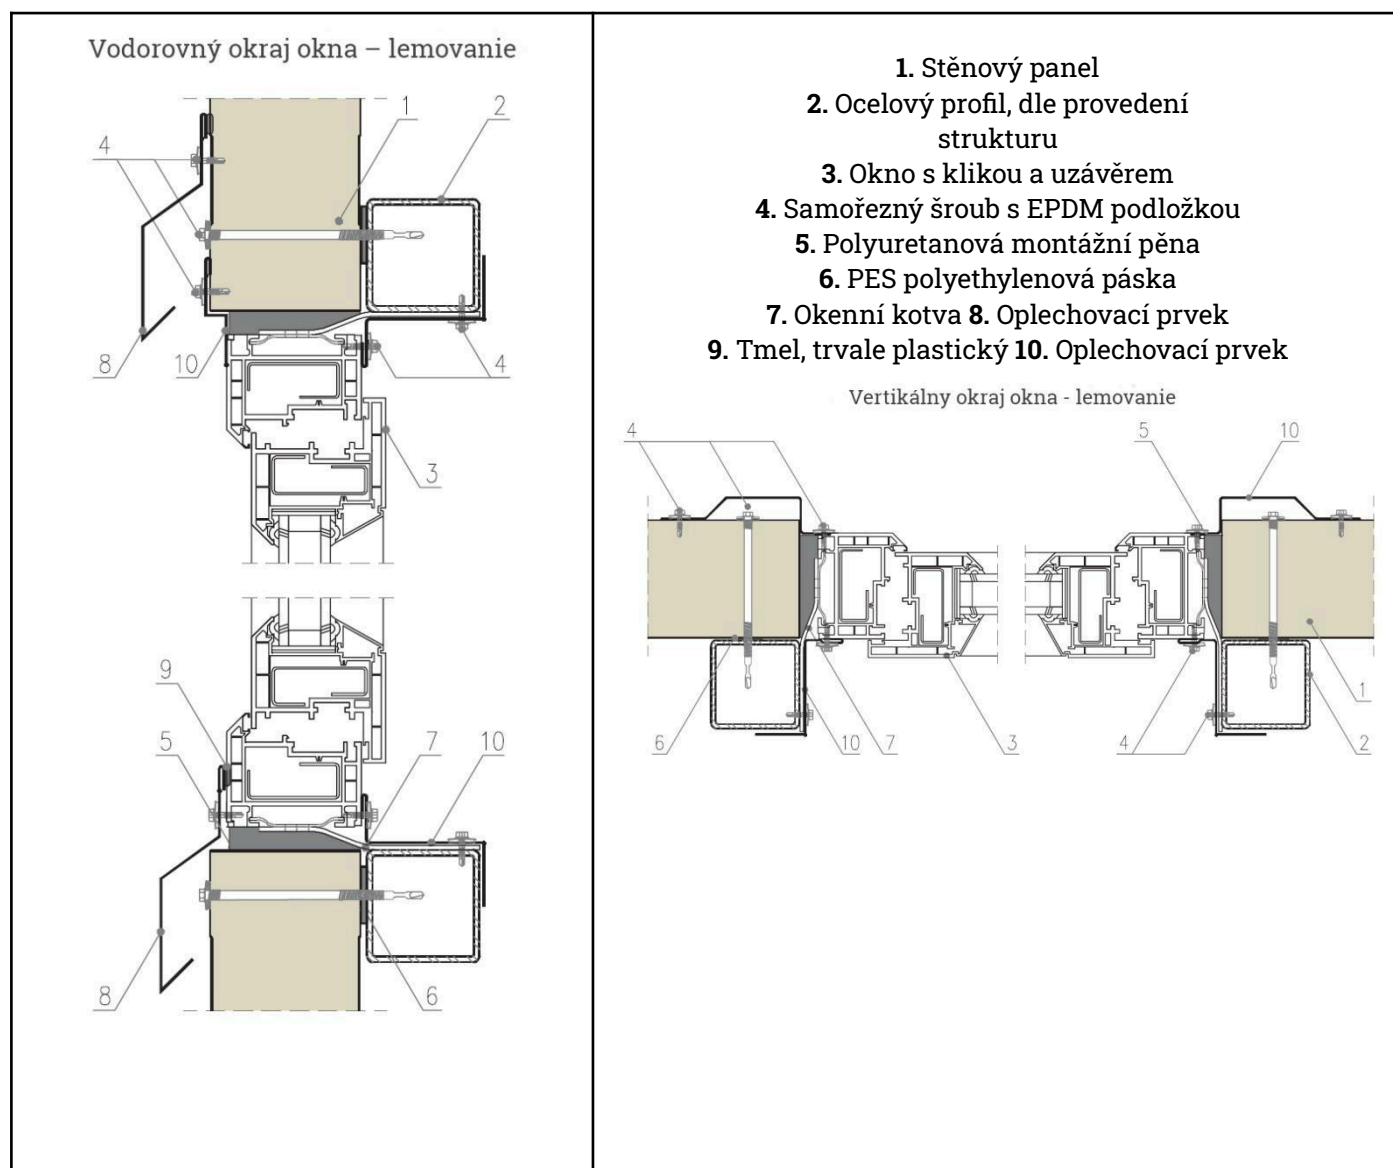 Vodorovný okraj okna – lemovanie
1
2
4
8
10
4
3
9
5
7
10
8
6
1. Stěnový panel
2. Ocelový profil, dle provedení
strukturu
3. Okno s klikou a uzávěrem
4. Samořezný šroub s EPDM podložkou
5. Polyuretanová montážní pěna
6. PES polyethylenová páska
7. Okenní kotva 8. Oplechovací prvek
9. Tmel, trvale plastický 10. Oplechovací prvek
Vertikálny okraj okna - lemovanie
4
5
10
1
6
10
7
3
4
2